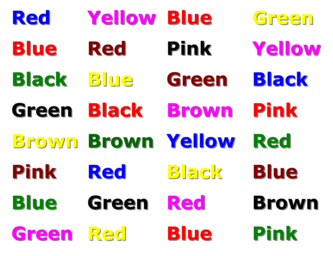 Red Yellow Blue Green
Blue Red Pink Yellow
Black Blue Green Black
Green Black Brown Pink
Brown Brown Yellow Red
Pink Red Black Blue
Blue Green Red Brown
Green Red Blue Pink